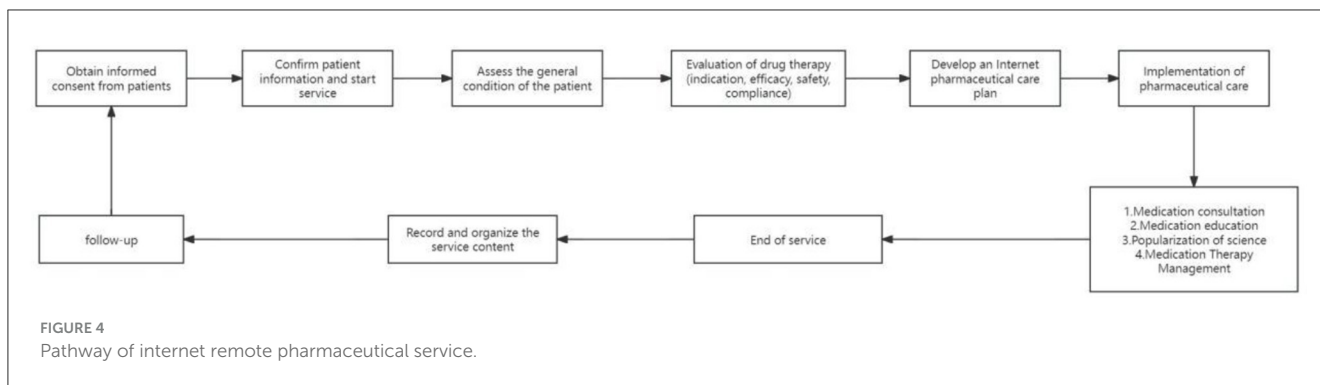 Obtain informed
consent from patients
Confirm patient
information and start
service
Assess the general
condition of the patient
Evaluation of drug therapy
(indication, efficacy, safety,
compliance)
Develop an Internet
pharmaceutical care
plan
Implementation of
pharmaceutical care
1.Medication consultation
2.Medication education
3.Popularization of science
4.Medication Therapy
Management
End of service
Record and organize the
service content
follow-up
FIGURE 4
Pathway of internet remote pharmaceutical service.